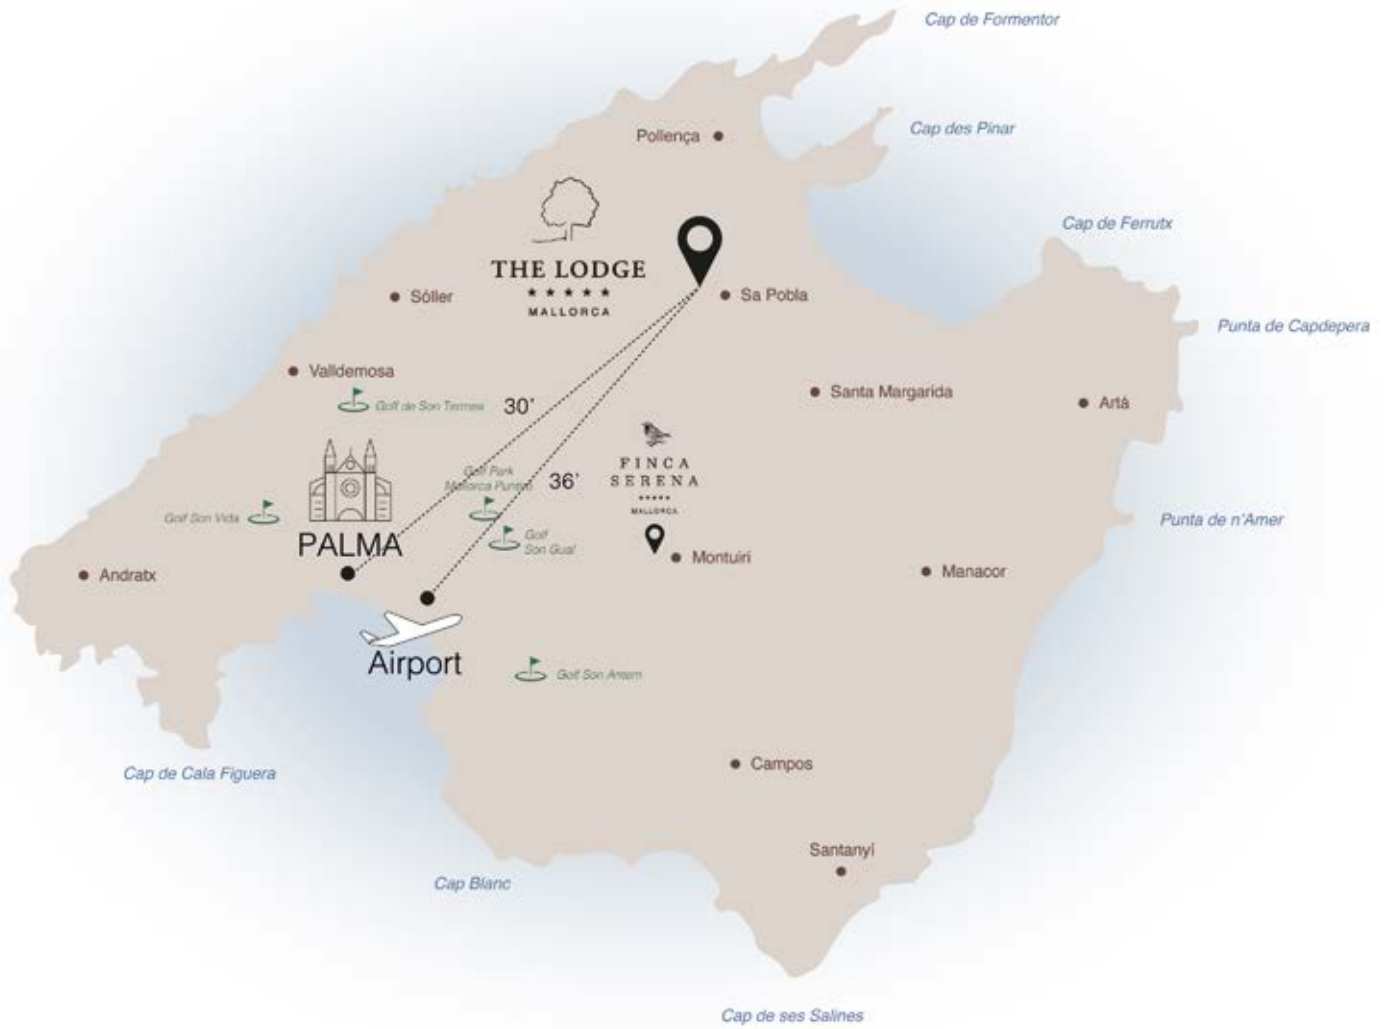 Cap de Formentor
Cap des Pinar
Pollença
Cap de Ferrutx
THE LODGE
★★★★★
MALLORCA
Sóller
Sa Pobla
Punta de Capdepera
Valldemosa
Santa Margarida
Artà
Golf de Son Termes
30'
FINCA
SERENA
★★★★★
MALLORCA
Golf Park
Mallorca Puntiró
36'
Golf Son Vida
Golf
Son Gual
Punta de n'Amer
PALMA
Montuïri
Manacor
Andratx
Airport
Golf Son Antem
Cap de Cala Figuera
Campos
Santanyí
Cap Blanc
Cap de ses Salines